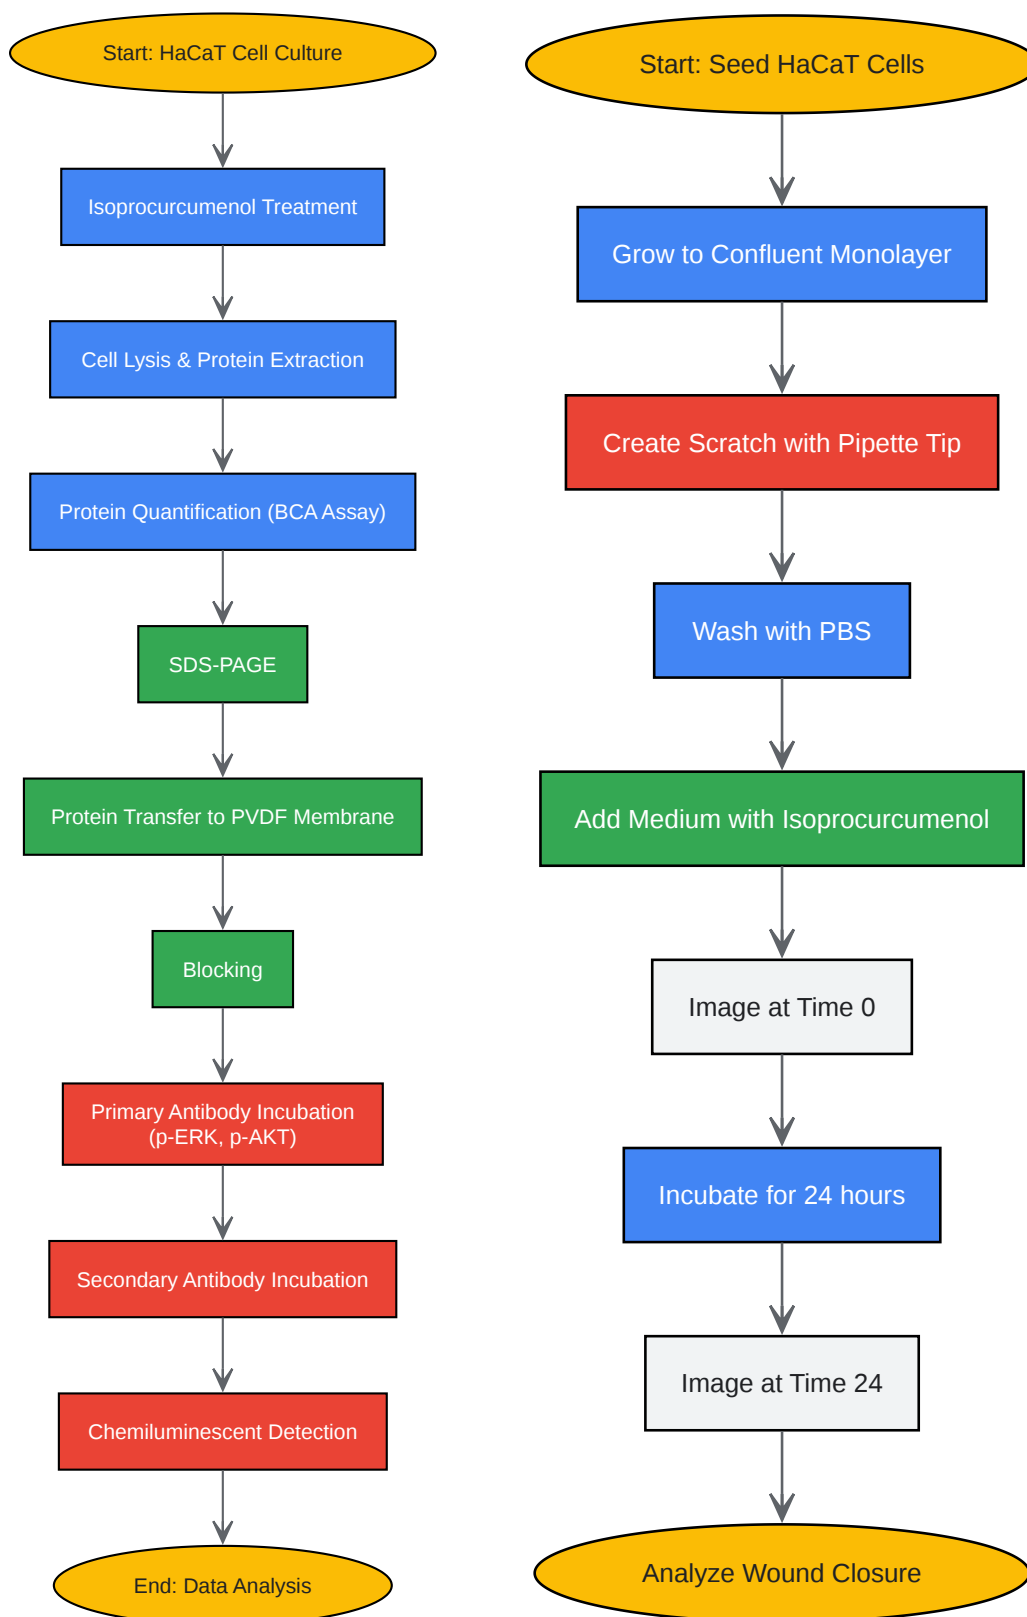 Start: HaCaT Cell Culture
Isoprocurcumenol Treatment
Cell Lysis & Protein Extraction
Protein Quantification (BCA Assay)
SDS-PAGE
Protein Transfer to PVDF Membrane
Blocking
Primary Antibody Incubation
(p-ERK, p-AKT)
Secondary Antibody Incubation
Chemiluminescent Detection
End: Data Analysis
Start: Seed HaCaT Cells
Grow to Confluent Monolayer
Create Scratch with Pipette Tip
Wash with PBS
Add Medium with Isoprocurcumenol
Image at Time 0
Incubate for 24 hours
Image at Time 24
Analyze Wound Closure